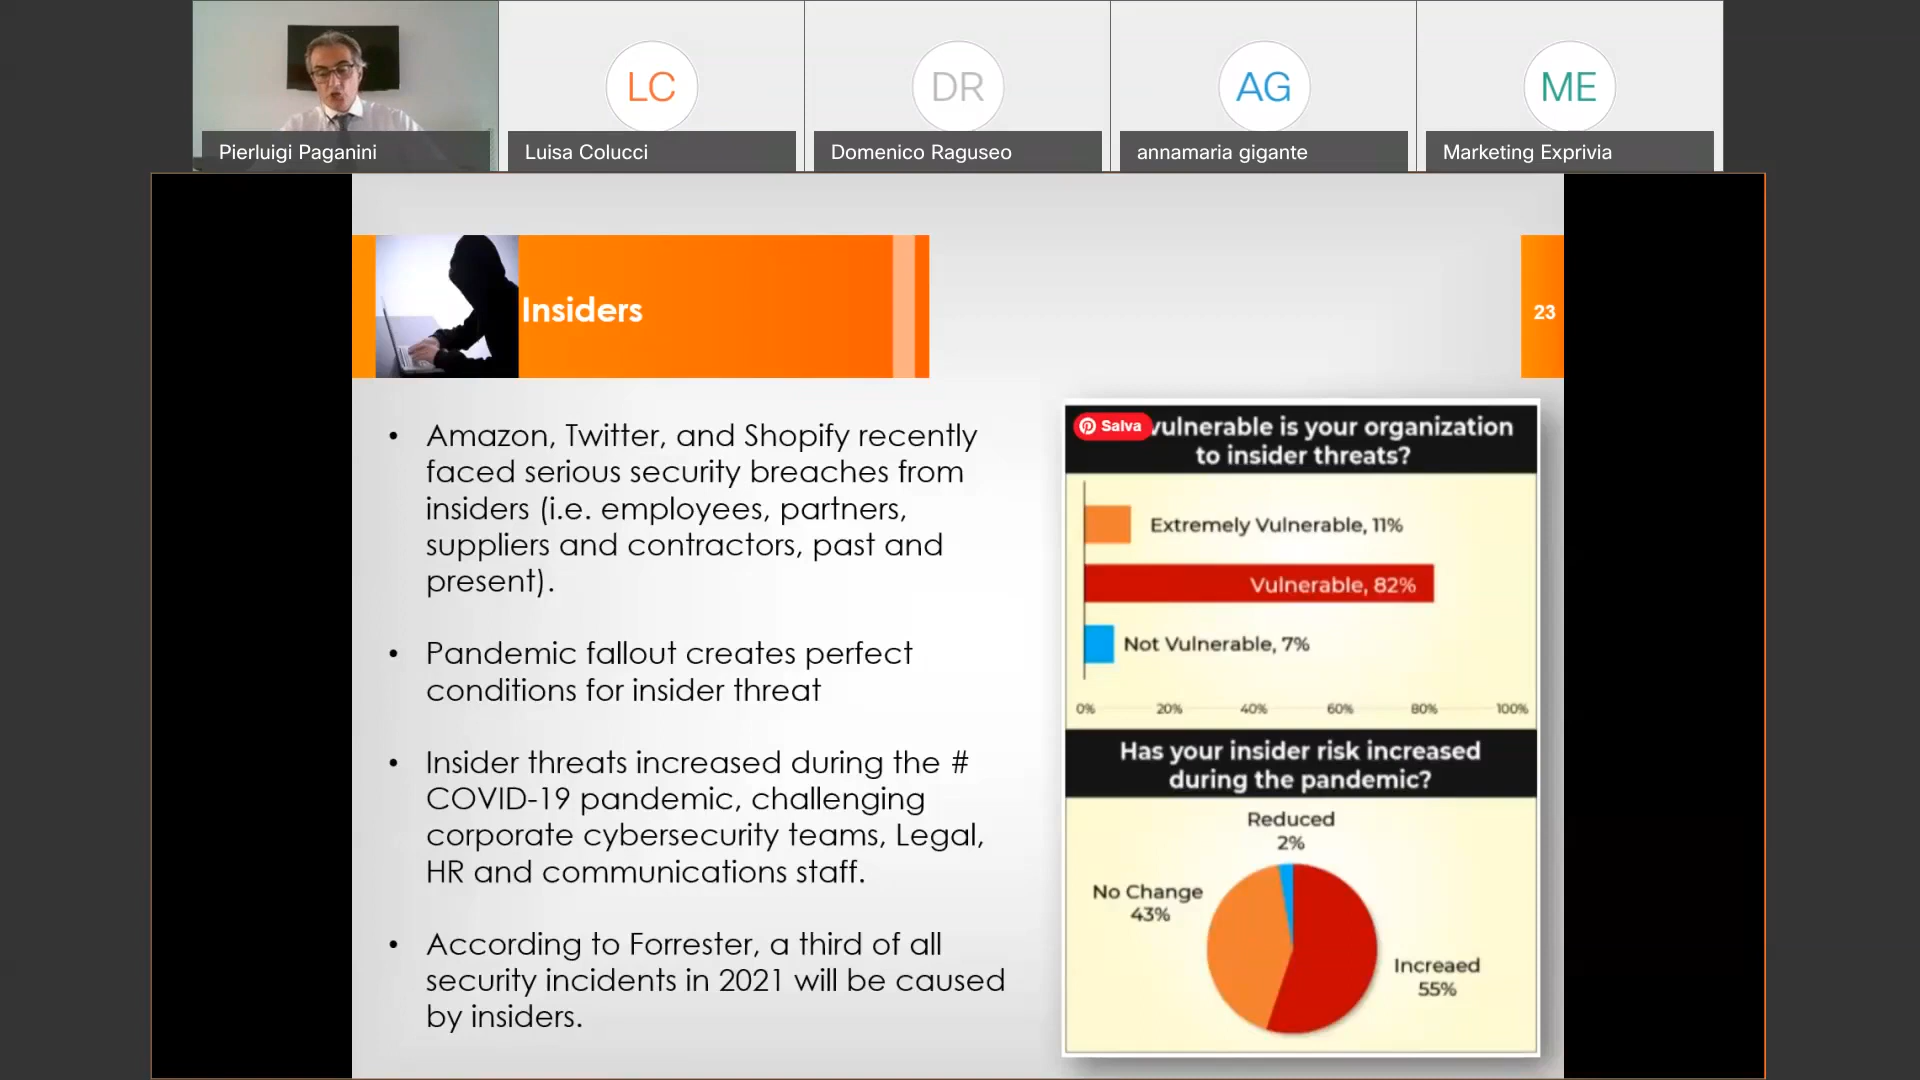 LC
DR
AG
ME
Pierluigi Paganini
Luisa Colucci
Domenico Raguseo
annamaria gigante
Marketing Exprivia
Insiders
23
• Amazon, Twitter, and Shopify recently
faced serious security breaches from
insiders (i.e. employees, partners,
suppliers and contractors, past and
present).
• Pandemic fallout creates perfect
conditions for insider threat
• Insider threats increased during the #
COVID-19 pandemic, challenging
corporate cybersecurity teams, Legal,
HR and communications staff.
• According to Forrester, a third of all
security incidents in 2021 will be caused
by insiders.
Salva
vulnerable is your organization
to insider threats?
Extremely Vulnerable, 11%
Vulnerable, 82%
Not Vulnerable, 7%
0% 20% 40% 60% 80% 100%
Has your insider risk increased
during the pandemic?
Reduced
2%
No Change
43%
Increaed
55%